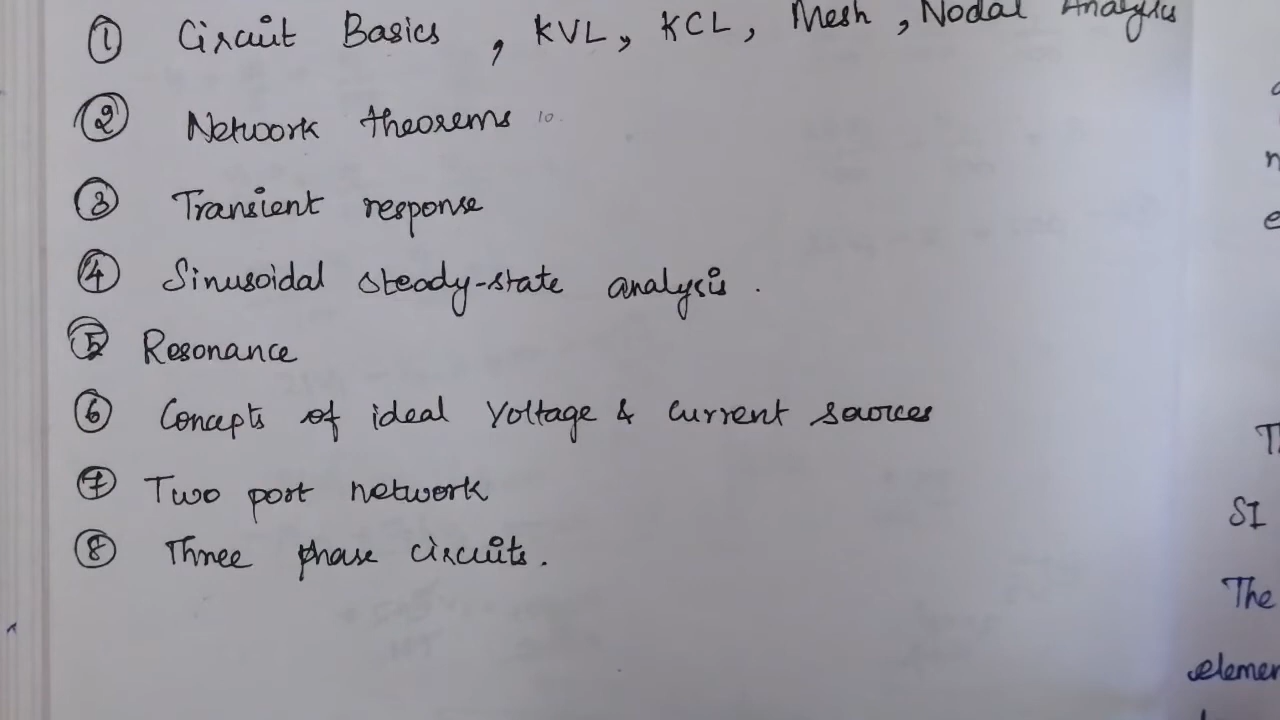 ① Circuit Basics , KVL, KCL, Mesh , Nodal Analysis
② Network theorems 10.
③ Transient response
④ Sinusoidal steady-state analysis .
⑤ Resonance
⑥ Concepts of ideal Voltage & Current sources
⑦ Two port network
⑧ Three phase circuits.
SI
The